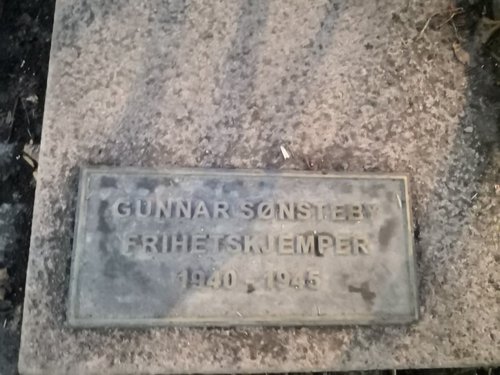 GUNNAR SØNSTEBY
FRIHETSKJEMPER
1940 - 1945